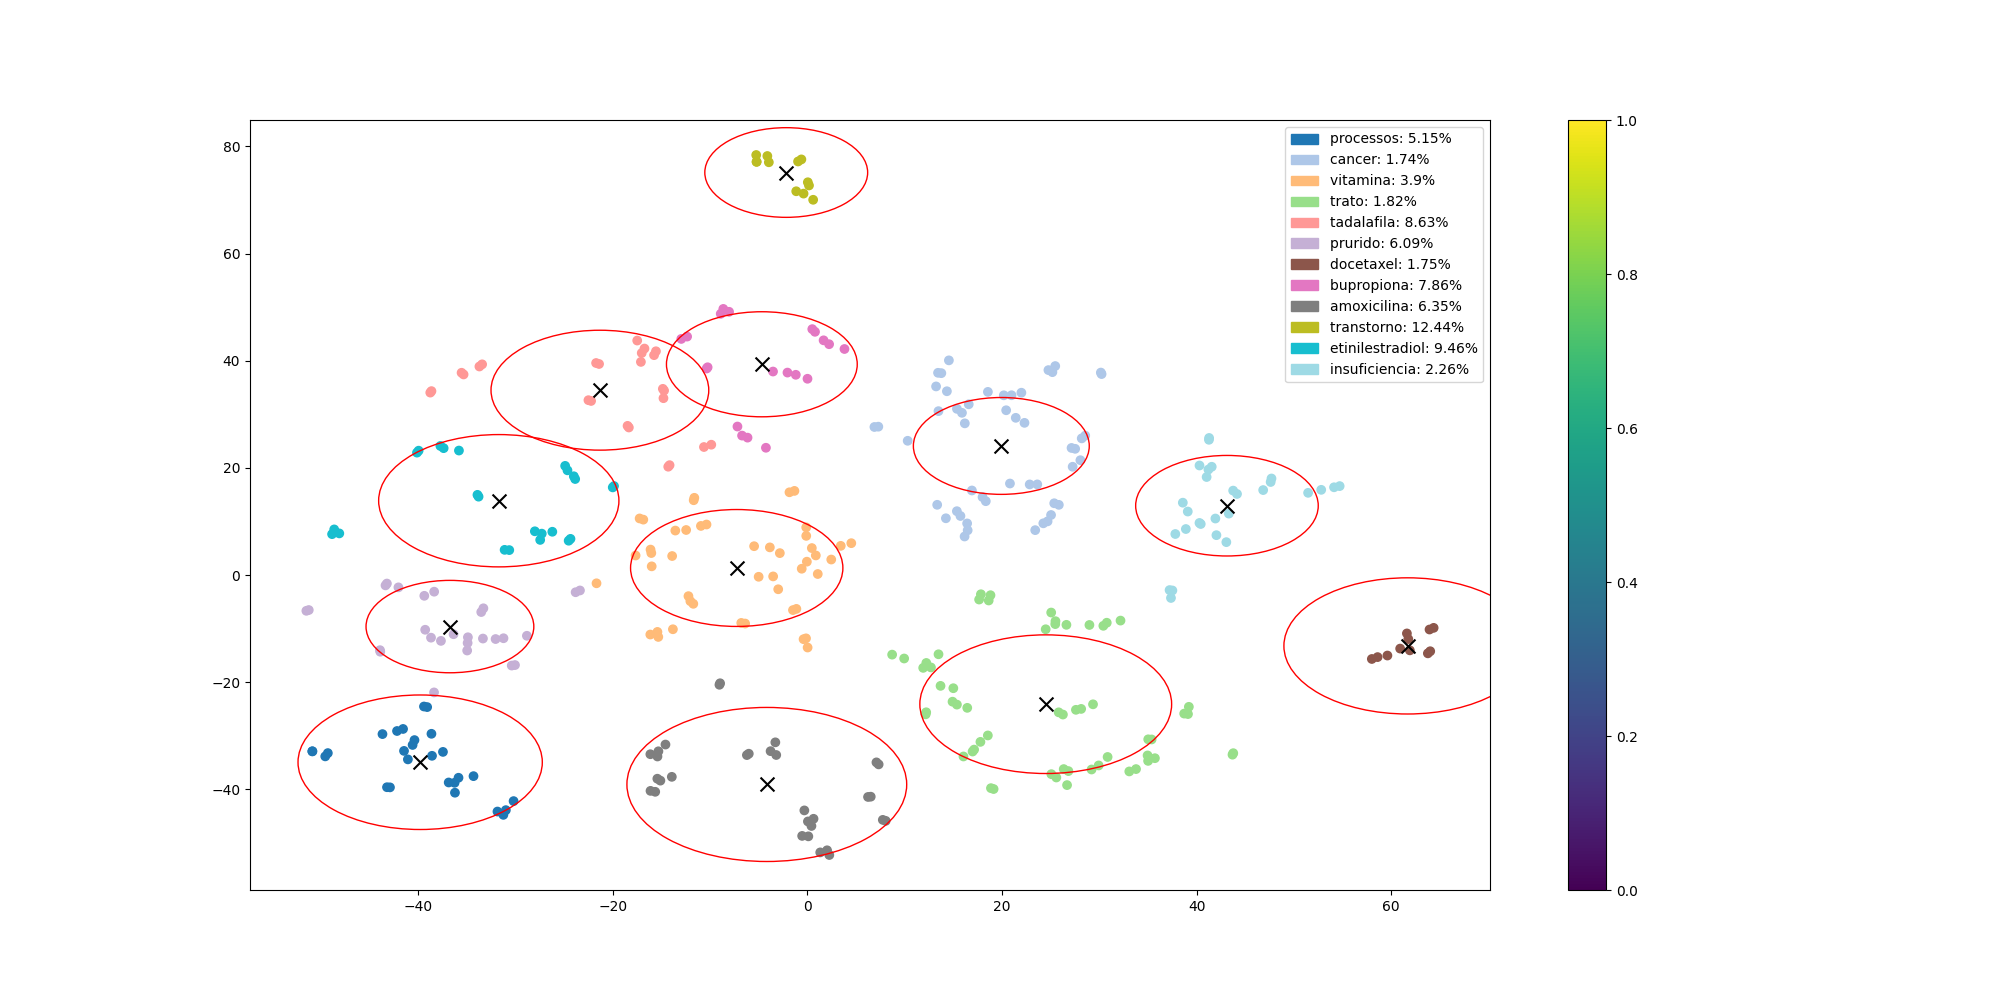 processos: 5.15%
cancer: 1.74%
vitamina: 3.9%
trato: 1.82%
tadalafila: 8.63%
prurido: 6.09%
docetaxel: 1.75%
bupropiona: 7.86%
amoxicilina: 6.35%
transtorno: 12.44%
etinilestradiol: 9.46%
insuficiencia: 2.26%
80
60
40
20
0
−20
−40
−40
−20
0
20
40
60
1.0
0.8
0.6
0.4
0.2
0.0